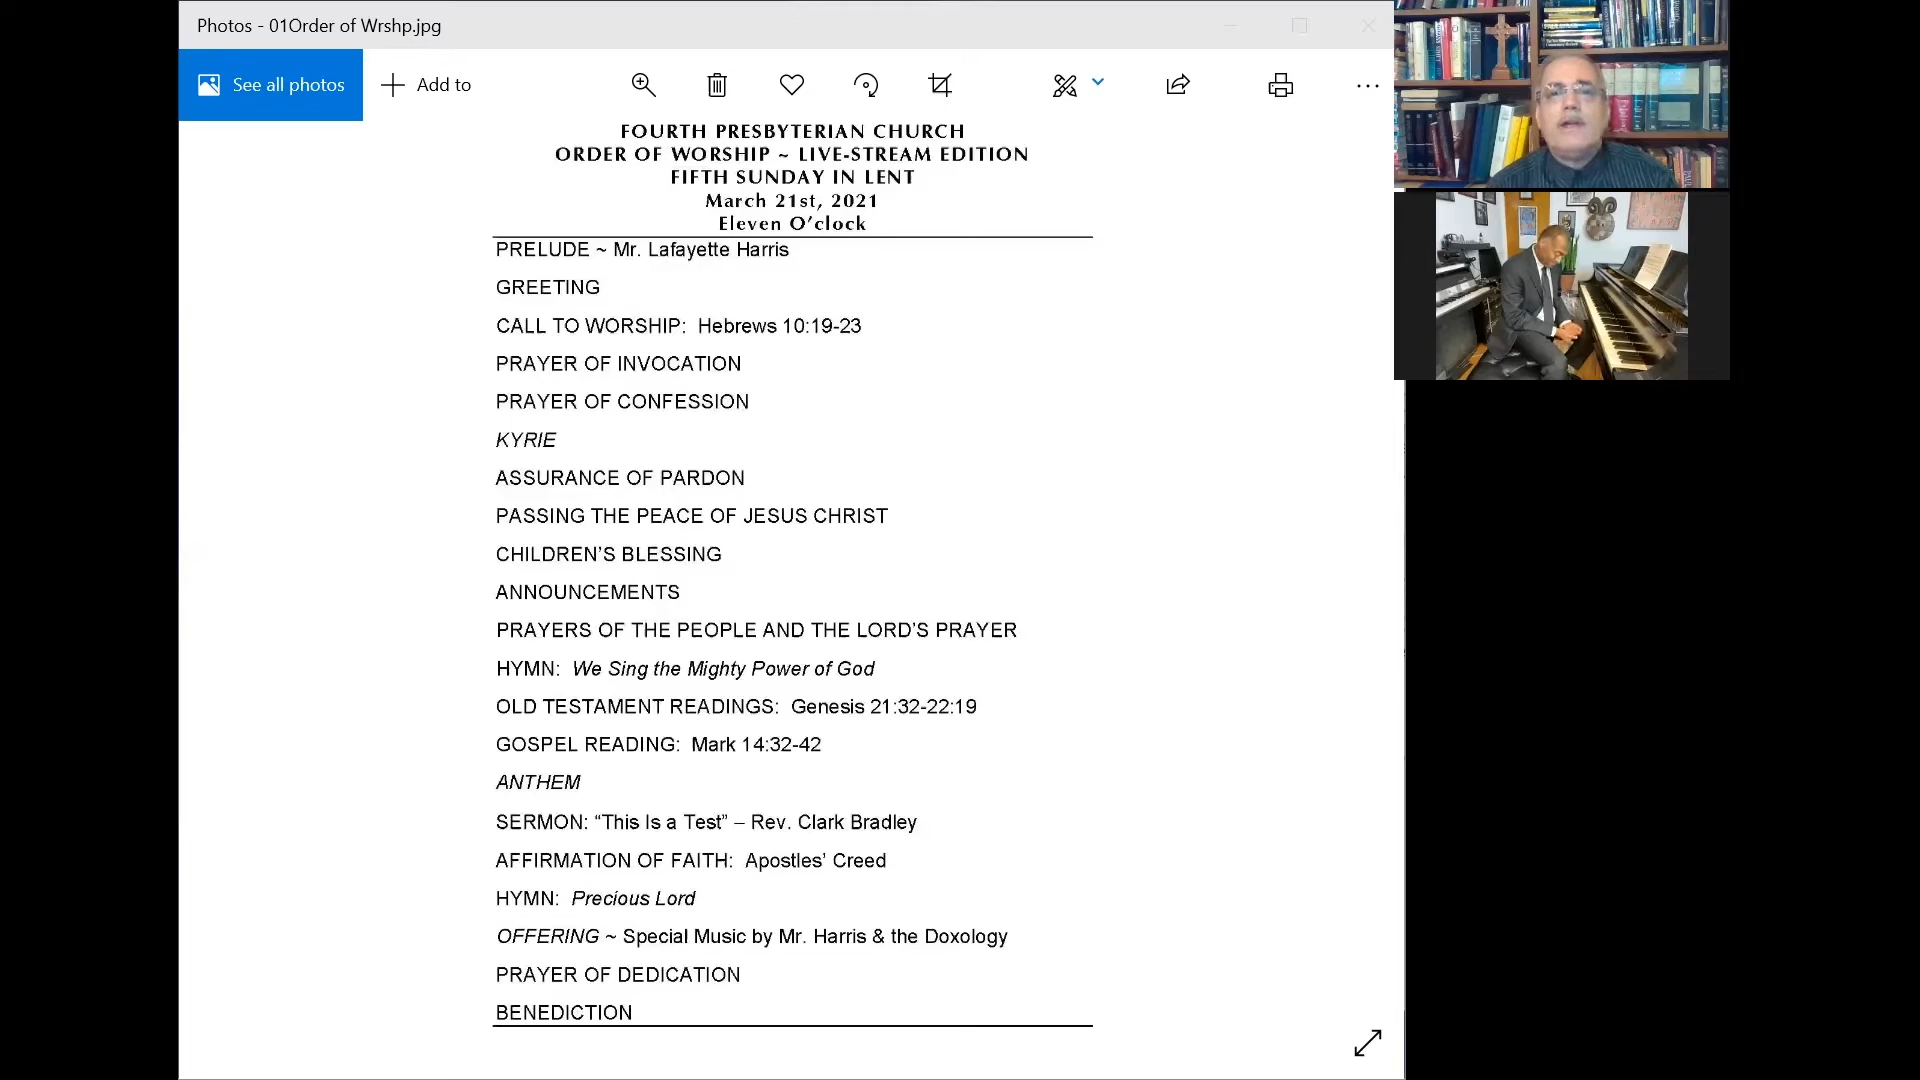 Photos - 01Order of Wrshp.jpg
See all photos
Add to
FOURTH PRESBYTERIAN CHURCH
ORDER OF WORSHIP ~ LIVE-STREAM EDITION
FIFTH SUNDAY IN LENT
March 21st, 2021
Eleven O’clock
PRELUDE ~ Mr. Lafayette Harris
GREETING
CALL TO WORSHIP: Hebrews 10:19-23
PRAYER OF INVOCATION
PRAYER OF CONFESSION
KYRIE
ASSURANCE OF PARDON
PASSING THE PEACE OF JESUS CHRIST
CHILDREN’S BLESSING
ANNOUNCEMENTS
PRAYERS OF THE PEOPLE AND THE LORD’S PRAYER
HYMN: We Sing the Mighty Power of God
OLD TESTAMENT READINGS: Genesis 21:32-22:19
GOSPEL READING: Mark 14:32-42
ANTHEM
SERMON: “This Is a Test” – Rev. Clark Bradley
AFFIRMATION OF FAITH: Apostles’ Creed
HYMN: Precious Lord
OFFERING ~ Special Music by Mr. Harris & the Doxology
PRAYER OF DEDICATION
BENEDICTION